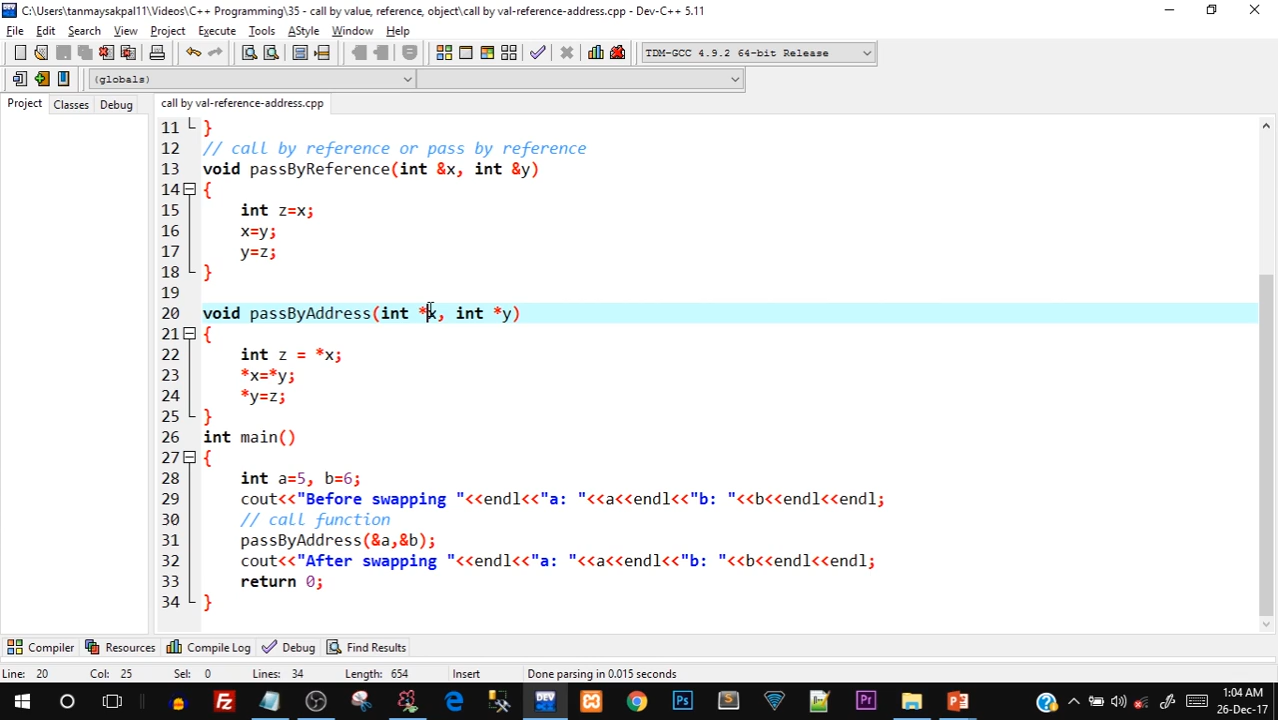 C:\Users\tanmaysakpal11\Videos\C++ Programming\35 - call by value, reference, object\call by val-reference-address.cpp - Dev-C++ 5.11
File Edit Search View Project Execute Tools AStyle Window Help
TDM-GCC 4.9.2 64-bit Release
(globals)
Project Classes Debug
call by val-reference-address.cpp
11 }
12 // call by reference or pass by reference
13 void passByReference(int &x, int &y)
14 {
15 int z=x;
16 x=y;
17 y=z;
18 }
19
20 void passByAddress(int *x, int *y)
21 {
22 int z = *x;
23 *x=*y;
24 *y=z;
25 }
26 int main()
27 {
28 int a=5, b=6;
29 cout<<"Before swapping "<<endl<<"a: "<<a<<endl<<"b: "<<b<<endl<<endl;
30 // call function
31 passByAddress(&a,&b);
32 cout<<"After swapping "<<endl<<"a: "<<a<<endl<<"b: "<<b<<endl<<endl;
33 return 0;
34 }
Compiler Resources Compile Log Debug Find Results
Line: 20 Col: 25 Sel: 0 Lines: 34 Length: 654 Insert Done parsing in 0.015 seconds
1:04 AM
26-Dec-17